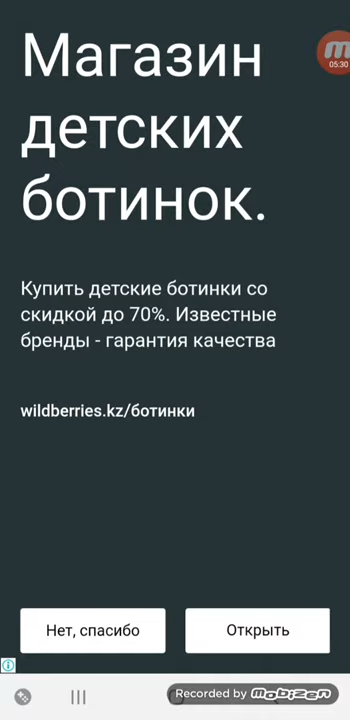 Магазин
05:30
детских
ботинок.
Купить детские ботинки со
скидкой до 70%. Известные
бренды - гарантия качества
wildberries.kz/ботинки
Нет, спасибо
Открыть
Recorded by mobizen